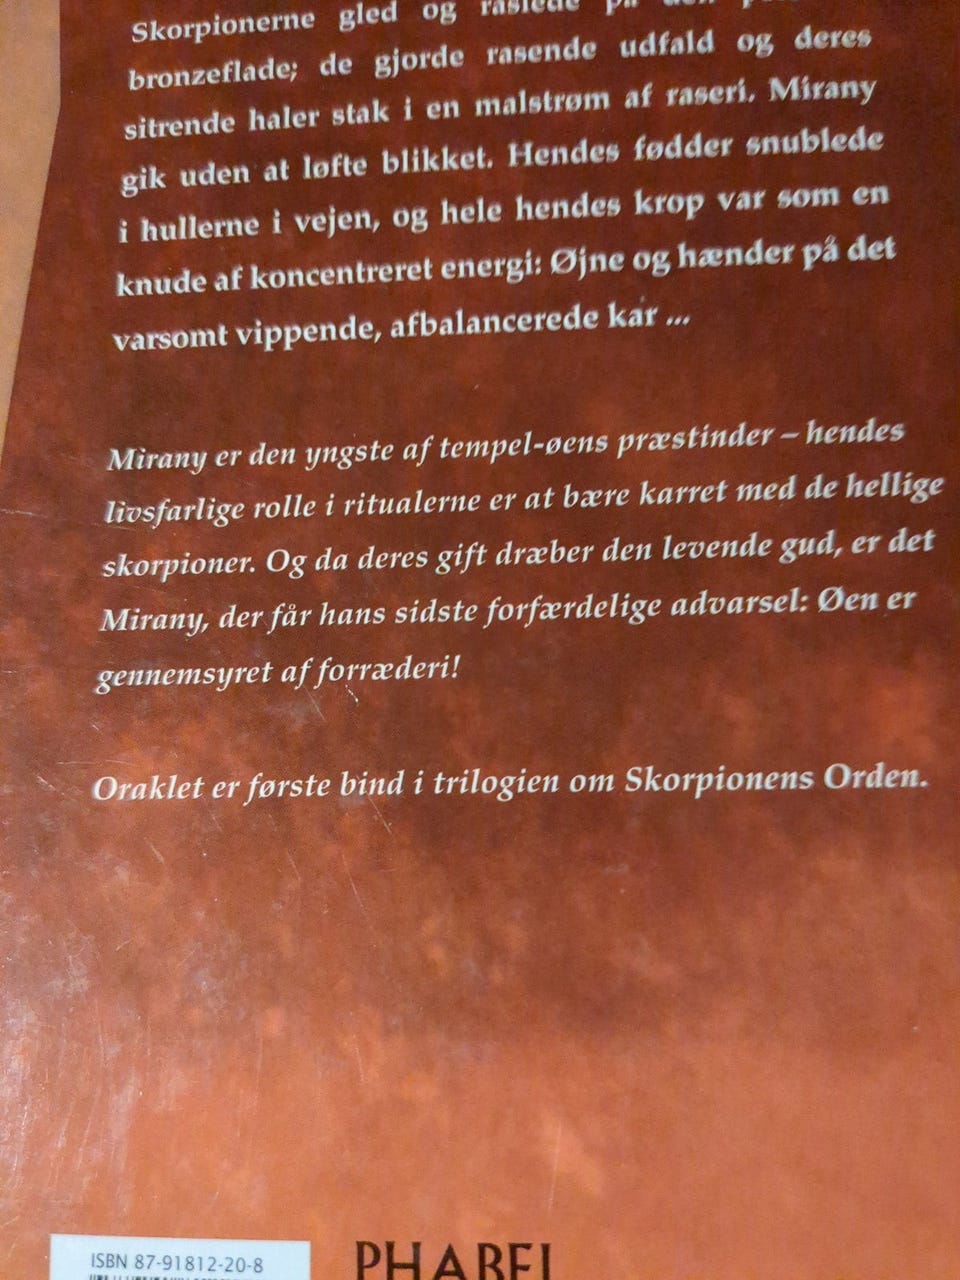 Skorpionerne gled og raslede på den
bronzeflade; de gjorde rasende udfald og deres
sitrende haler stak i en malstrøm af raseri. Mirany
gik uden at løfte blikket. Hendes fødder snublede
i hullerne i vejen, og hele hendes krop var som en
knude af koncentreret energi: Øjne og hænder på det
varsomt vippende, afbalancerede kar ...
Mirany er den yngste af tempel-øens præstinder – hendes
livsfarlige rolle i ritualerne er at bære karret med de hellige
skorpioner. Og da deres gift dræber den levende gud, er det
Mirany, der får hans sidste forfærdelige advarsel: Øen er
gennemsyret af forræderi!
Oraklet er første bind i trilogien om Skorpionens Orden.
ISBN 87-91812-20-8
PHABEL